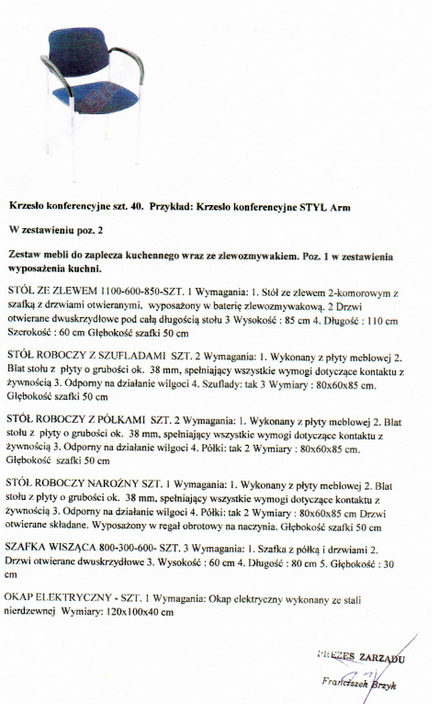 Krzesło konferencyjne szt. 40. Przykład: Krzesło konferencyjne STYL Arm
W zestawieniu poz. 2
Zestaw mebli do zaplecza kuchennego wraz ze zlewozmywakiem. Poz. 1 w zestawienia
wyposażenia kuchni.
STÓŁ ZE ZLEWEM 1100-600-850-SZT. 1 Wymagania: 1. Stół ze zlewem 2-komorowym z
szafką z drzwiami otwieranymi, wyposażony w baterię zlewozmywakową. 2 Drzwi
otwierane dwuskrzydłowe pod całą długością stołu 3 Wysokość : 85 cm 4. Długość : 110 cm
Szerokość : 60 cm Głębokość szafki 50 cm
STÓŁ ROBOCZY Z SZUFLADAMI SZT. 2 Wymagania: 1. Wykonany z płyty meblowej 2.
Blat stołu z płyty o grubości ok. 38 mm, spełniający wszystkie wymogi dotyczące kontaktu z
żywnością 3. Odporny na działanie wilgoci 4. Szuflady: tak 3 Wymiary : 80x60x85 cm.
Głębokość szafki 50 cm
STÓŁ ROBOCZY Z PÓŁKAMI SZT. 2 Wymagania: 1. Wykonany z płyty meblowej 2. Blat
stołu z płyty o grubości ok. 38 mm, spełniający wszystkie wymogi dotyczące kontaktu z
żywnością 3. Odporny na działanie wilgoci 4. Półki: tak 2 Wymiary : 80x60x85 cm.
Głębokość szafki 50 cm
STÓŁ ROBOCZY NAROŻNY SZT. 1 Wymagania: 1. Wykonany z płyty meblowej 2. Blat
stołu z płyty o grubości ok. 38 mm, spełniający wszystkie wymogi dotyczące kontaktu z
żywnością 3. Odporny na działanie wilgoci 4. Półki: tak 2 Wymiary : 80x60x85 cm Drzwi
otwierane składane. Wyposażony w regał obrotowy na naczynia. Głębokość szafki 50 cm
SZAFKA WISZĄCA 800-300-600- SZT. 3 Wymagania: 1. Szafka z półką i drzwiami 2.
Drzwi otwierane dwuskrzydłowe 3. Wysokość : 60 cm 4. Długość : 80 cm 5. Głębokość : 30
cm
OKAP ELEKTRYCZNY - SZT. 1 Wymagania: Okap elektryczny wykonany ze stali
nierdzewnej Wymiary: 120x100x40 cm
PREZES ZARZĄDU
Franciszek Bryk